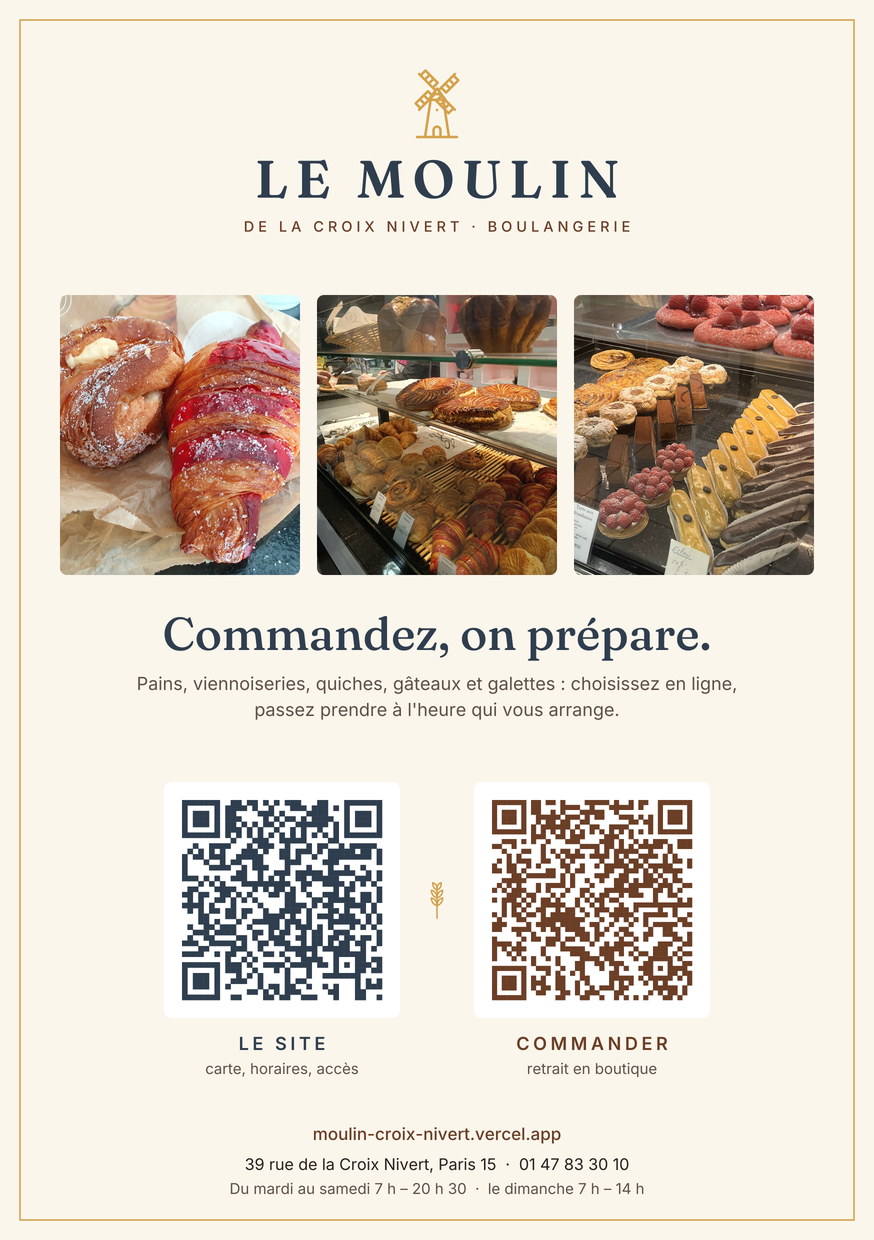 LE MOULIN
DE LA CROIX NIVERT · BOULANGERIE
Commandez, on prépare.
Pains, viennoiseries, quiches, gâteaux et galettes : choisissez en ligne,
passez prendre à l'heure qui vous arrange.
LE SITE
carte, horaires, accès
COMMANDER
retrait en boutique
moulin-croix-nivert.vercel.app
39 rue de la Croix Nivert, Paris 15 · 01 47 83 30 10
Du mardi au samedi 7 h – 20 h 30 · le dimanche 7 h – 14 h